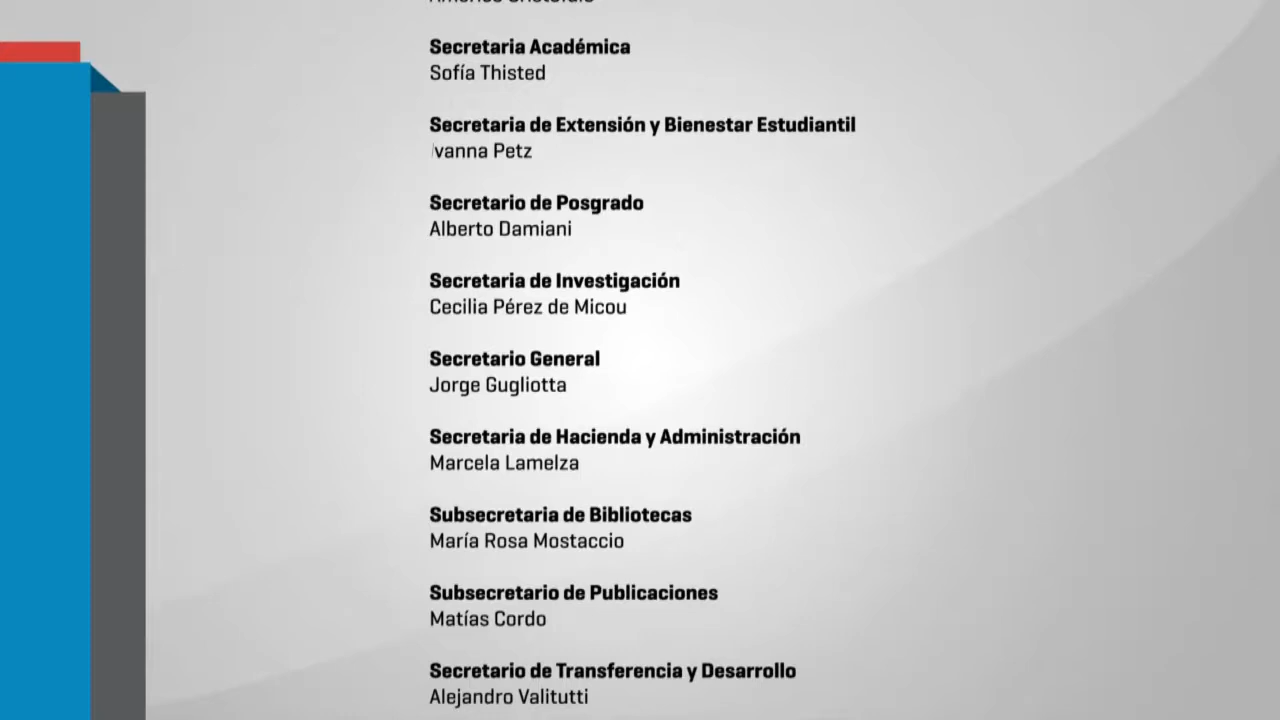 Secretaria Académica
Sofía Thisted
Secretaria de Extensión y Bienestar Estudiantil
Ivanna Petz
Secretario de Posgrado
Alberto Damiani
Secretaria de Investigación
Cecilia Pérez de Micou
Secretario General
Jorge Gugliotta
Secretaria de Hacienda y Administración
Marcela Lamelza
Subsecretaria de Bibliotecas
María Rosa Mostaccio
Subsecretario de Publicaciones
Matías Cordo
Secretario de Transferencia y Desarrollo
Alejandro Valitutti